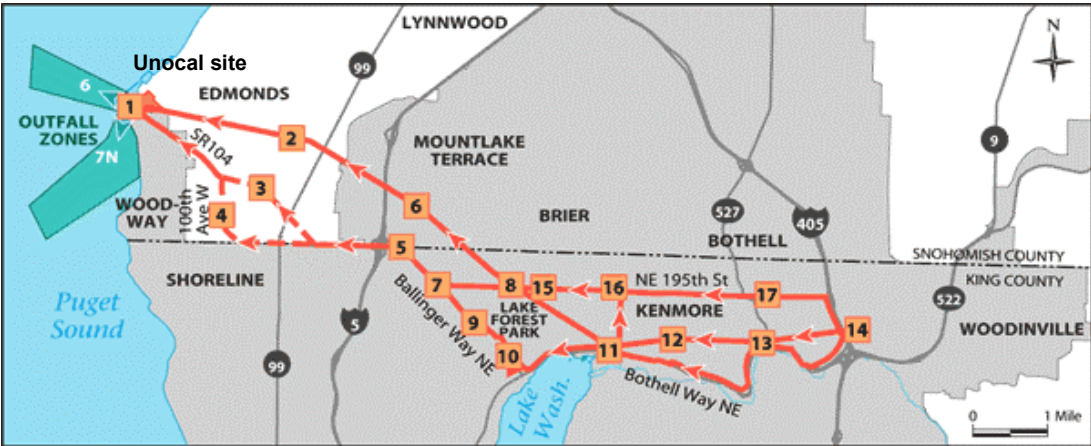 LYNNWOOD
N
Unocal site
99
6
EDMONDS
1
OUTFALL
ZONES
2
9
SR104
MOUNTLAKE
TERRACE
7N
3
WOOD-
WAY
100th
Ave W
4
6
BRIER
527
405
BOTHELL
5
SNOHOMISH COUNTY
KING COUNTY
SHORELINE
7
8
15
16
NE 195th St
17
522
Puget
Sound
Ballinger Way NE
LAKE
FOREST
PARK
KENMORE
WOODINVILLE
5
9
14
10
11
12
13
99
Lake
Wash.
Bothell Way NE
0 1 Mile